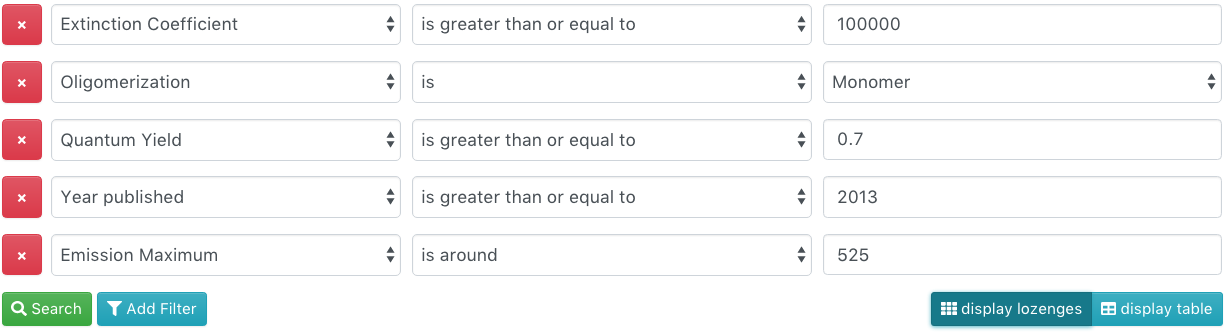 × Extinction Coefficient is greater than or equal to 100000
× Oligomerization is Monomer
× Quantum Yield is greater than or equal to 0.7
× Year published is greater than or equal to 2013
× Emission Maximum is around 525
Search Add Filter display lozenges display table